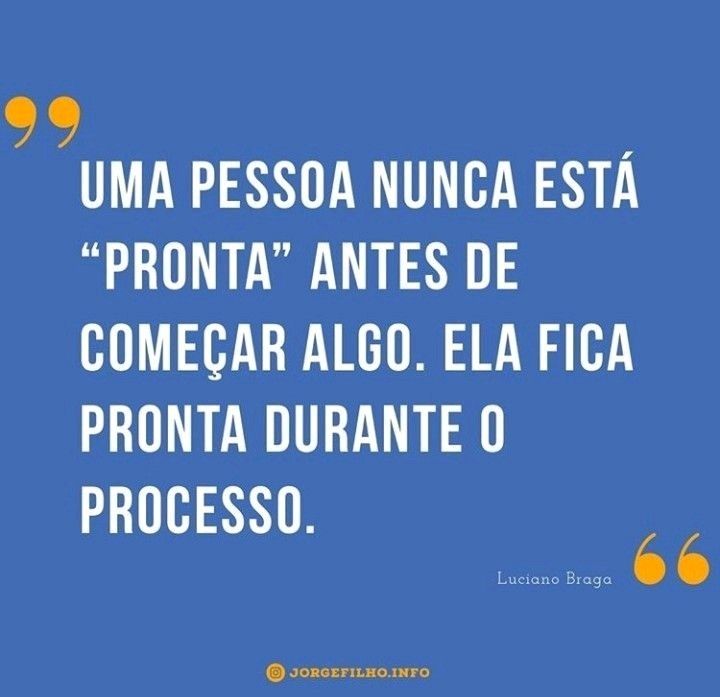 UMA PESSOA NUNCA ESTÁ
“PRONTA” ANTES DE
COMEÇAR ALGO. ELA FICA
PRONTA DURANTE O
PROCESSO.
Luciano Braga
JORGEFILHO.INFO